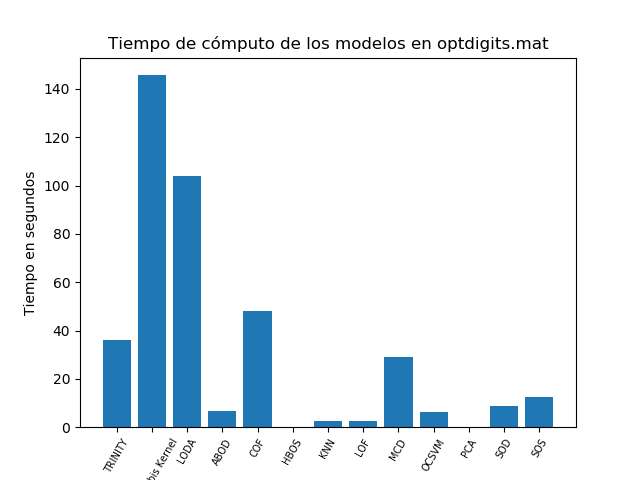 Tiempo de cómputo de los modelos en optdigits.mat
Tiempo en segundos
140
120
100
80
60
40
20
0
TRINITY
Kernel
LODA
ABOD
COF
HBOS
KNN
LOF
MCD
OCSVM
PCA
SOD
SOS